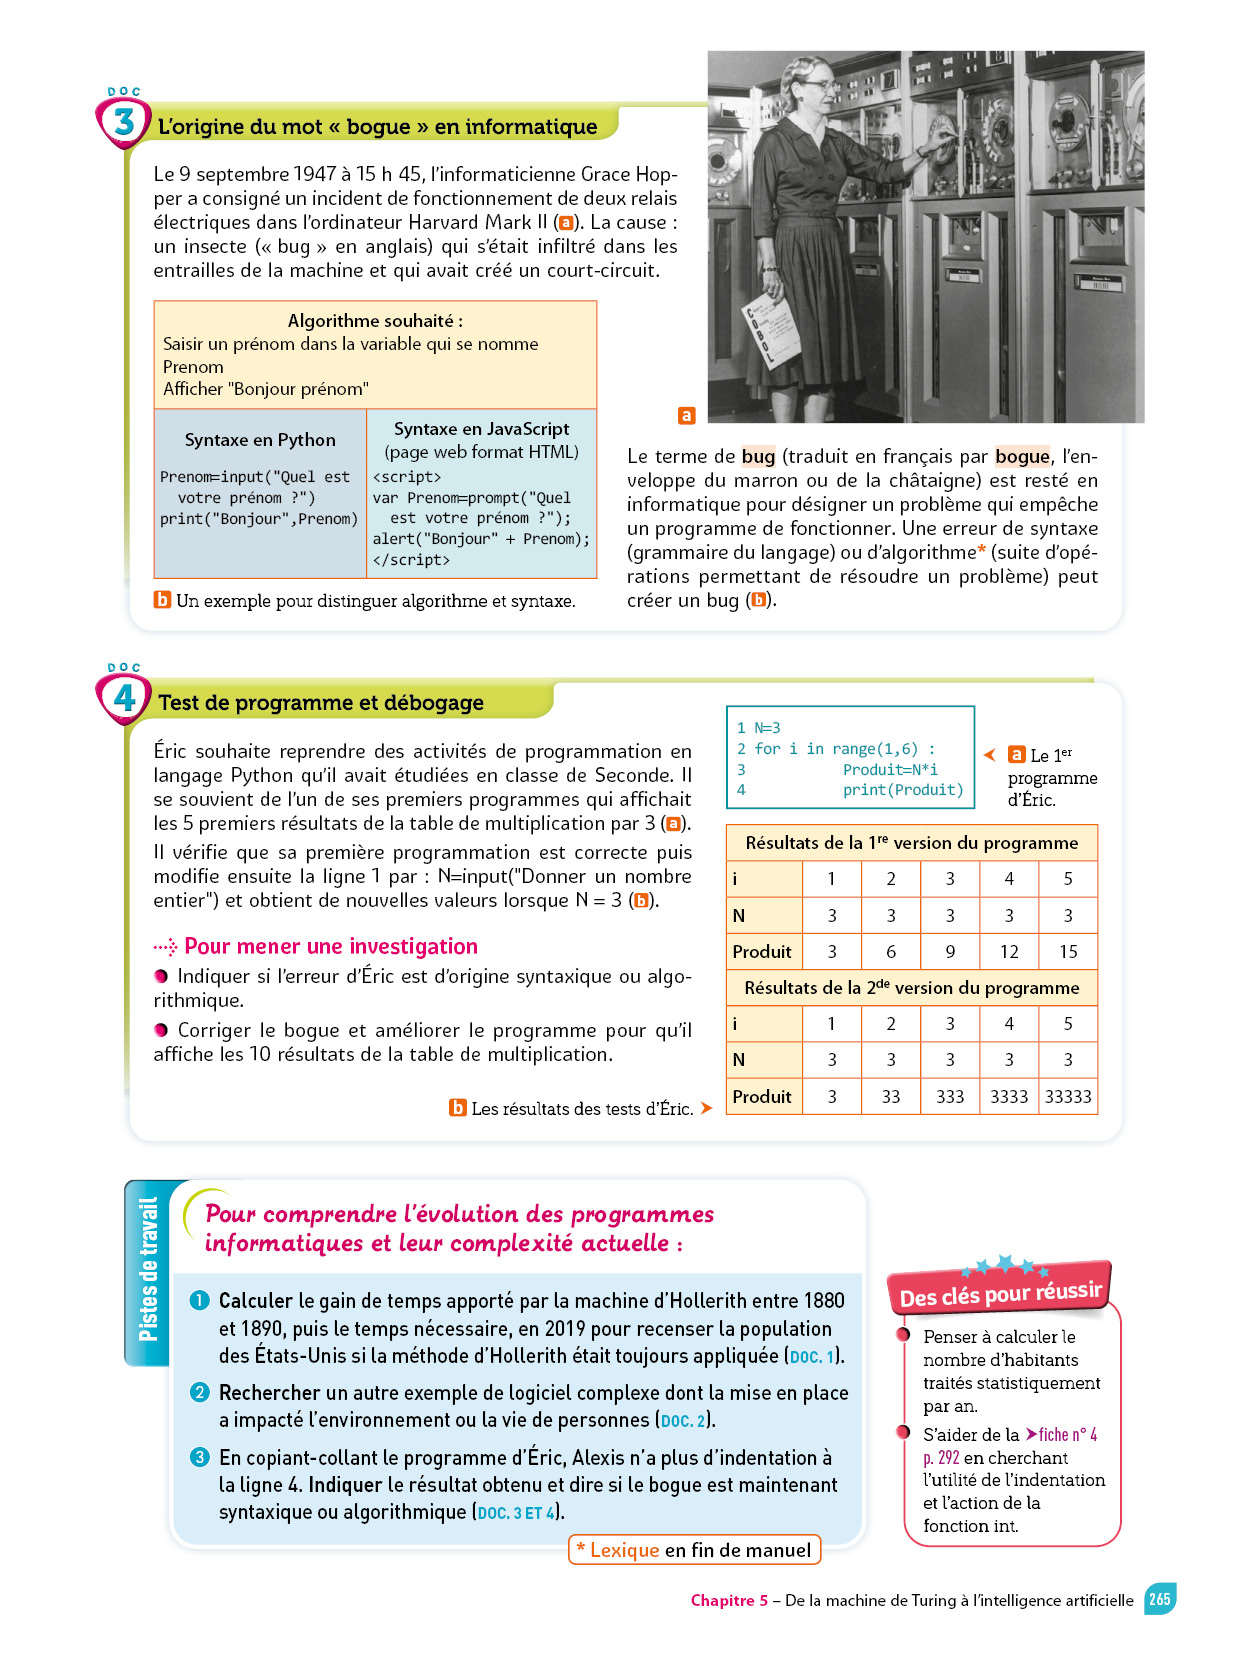 DOC
3
L'origine du mot « bogue » en informatique
Le 9 septembre 1947 à 15 h 45, l'informaticienne Grace Hop-
per a consigné un incident de fonctionnement de deux relais
électriques dans l'ordinateur Harvard Mark II (a). La cause :
un insecte (« bug » en anglais) qui s'était infiltré dans les
entrailles de la machine et qui avait créé un court-circuit.
COBOL
a
Algorithme souhaité :
Saisir un prénom dans la variable qui se nomme
Prenom
Afficher "Bonjour prénom"
Syntaxe en Python
Prenom=input("Quel est
votre prénom ?")
print("Bonjour",Prenom)
Syntaxe en JavaScript
(page web format HTML)
<script>
var Prenom=prompt("Quel
est votre prénom ?");
alert("Bonjour" + Prenom);
</script>
b Un exemple pour distinguer algorithme et syntaxe.
Le terme de bug (traduit en français par bogue, l'en-
veloppe du marron ou de la châtaigne) est resté en
informatique pour désigner un problème qui empêche
un programme de fonctionner. Une erreur de syntaxe
(grammaire du langage) ou d'algorithme* (suite d'opé-
rations permettant de résoudre un problème) peut
créer un bug (b).
DOC
4
Test de programme et débogage
Éric souhaite reprendre des activités de programmation en
langage Python qu'il avait étudiées en classe de Seconde. Il
se souvient de l'un de ses premiers programmes qui affichait
les 5 premiers résultats de la table de multiplication par 3 (a).
Il vérifie que sa première programmation est correcte puis
modifie ensuite la ligne 1 par : N=input("Donner un nombre
entier") et obtient de nouvelles valeurs lorsque N = 3 (b).
Pour mener une investigation
Indiquer si l'erreur d'Éric est d'origine syntaxique ou algo-
rithmique.
Corriger le bogue et améliorer le programme pour qu'il
affiche les 10 résultats de la table de multiplication.
b Les résultats des tests d'Éric.
1 N=3
2 for i in range(1,6) :
3 Produit=N*i
4 print(Produit)
a Le 1er
programme
d'Éric.
Résultats de la 1re version du programme
i 1 2 3 4 5
N 3 3 3 3 3
Produit 3 6 9 12 15
Résultats de la 2de version du programme
i 1 2 3 4 5
N 3 3 3 3 3
Produit 3 33 333 3333 33333
Pistes de travail
Pour comprendre l'évolution des programmes
informatiques et leur complexité actuelle :
1 Calculer le gain de temps apporté par la machine d'Hollerith entre 1880
et 1890, puis le temps nécessaire, en 2019 pour recenser la population
des États-Unis si la méthode d'Hollerith était toujours appliquée (DOC. 1).
2 Rechercher un autre exemple de logiciel complexe dont la mise en place
a impacté l'environnement ou la vie de personnes (DOC. 2).
3 En copiant-collant le programme d'Éric, Alexis n'a plus d'indentation à
la ligne 4. Indiquer le résultat obtenu et dire si le bogue est maintenant
syntaxique ou algorithmique (DOC. 3 ET 4).
* Lexique en fin de manuel
Des clés pour réussir
Penser à calculer le
nombre d'habitants
traités statistiquement
par an.
S'aider de la fiche n° 4
p. 292 en cherchant
l'utilité de l'indentation
et l'action de la
fonction int.
Chapitre 5 – De la machine de Turing à l'intelligence artificielle 265